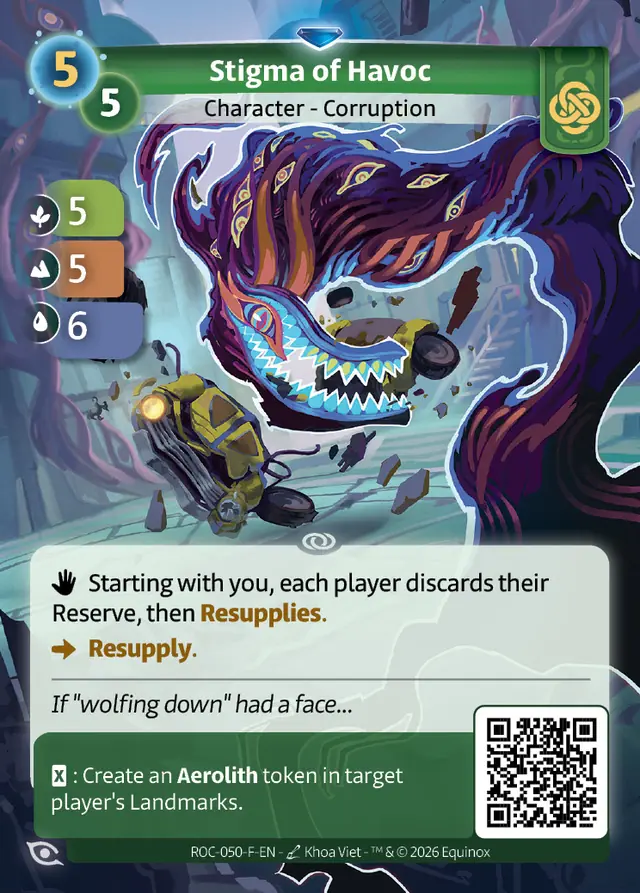 5
Stigma of Havoc
5
Character - Corruption
5
5
6
Starting with you, each player discards their
Reserve, then Resupplies.
Resupply.
If "wolfing down" had a face...
X : Create an Aerolith token in target
player's Landmarks.
ROC-050-F-EN - Khoa Viet - ™ & © 2026 Equinox